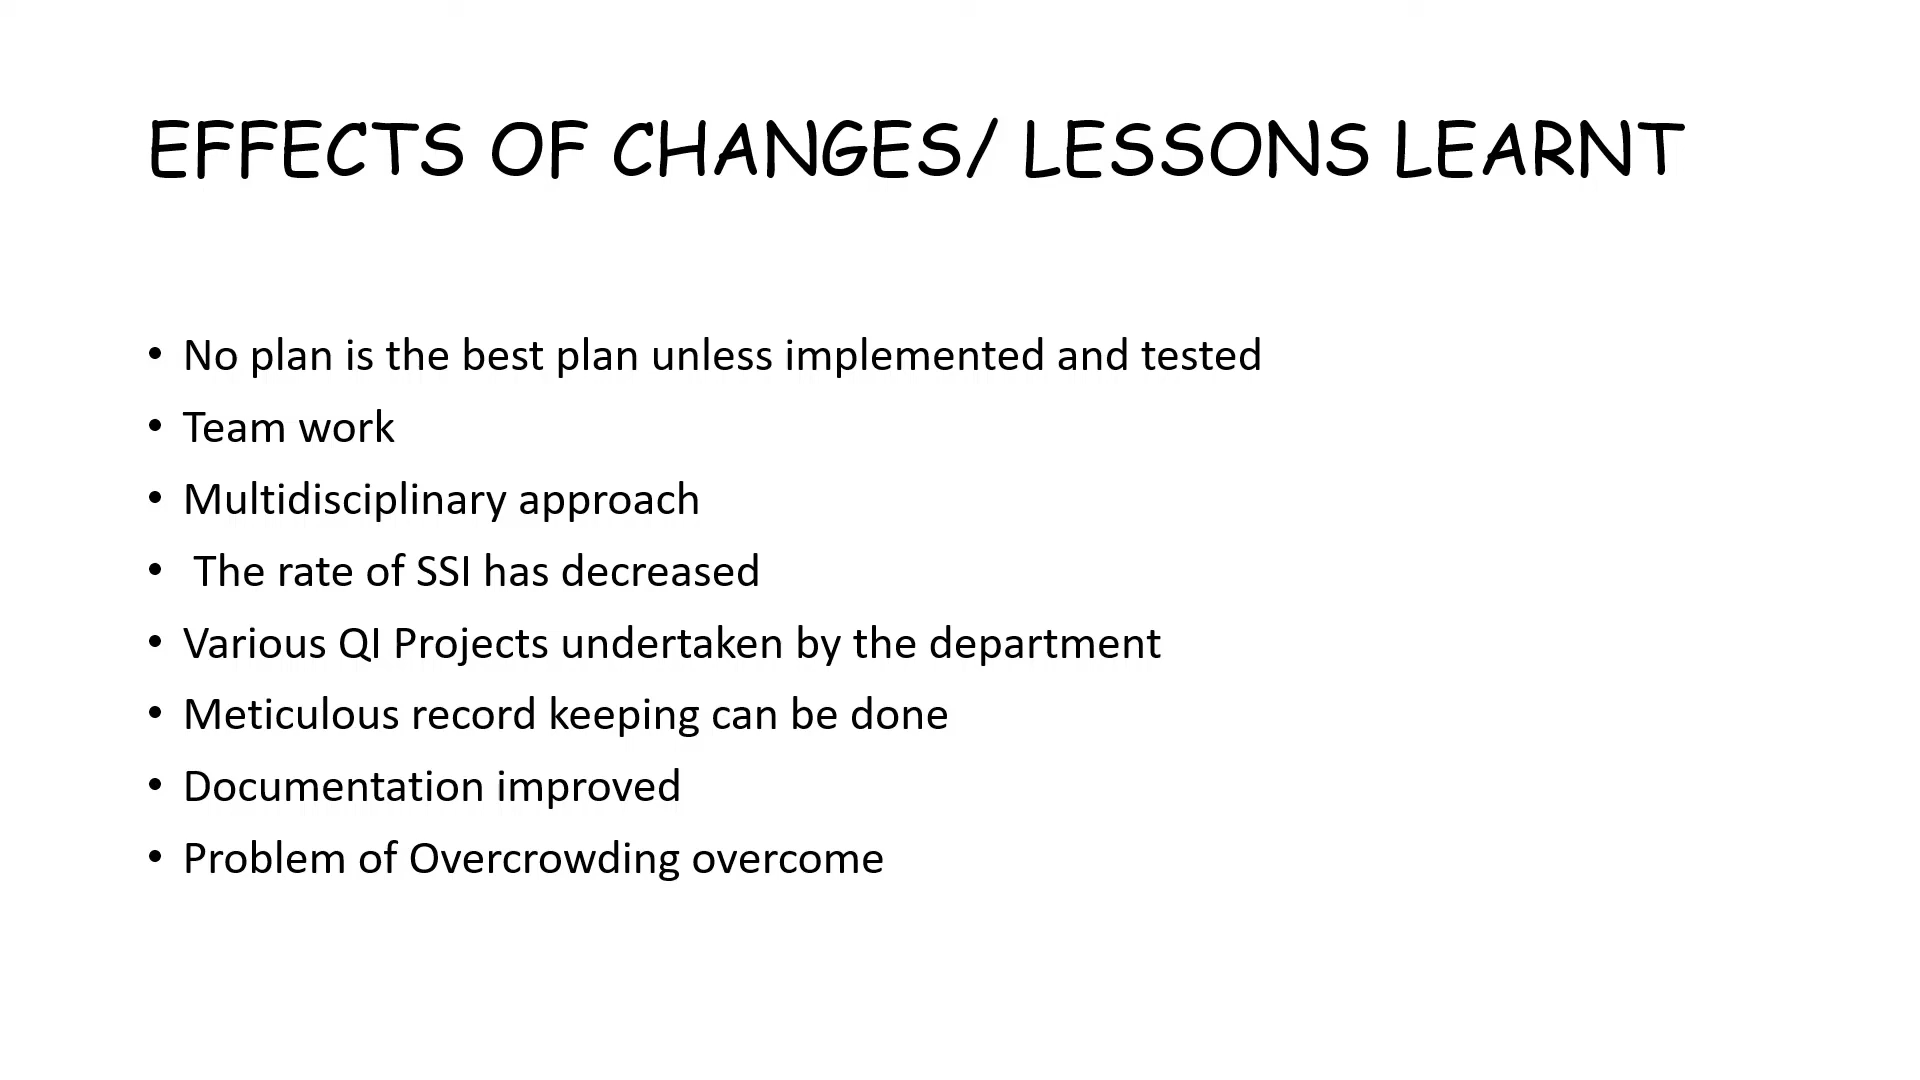 EFFECTS OF CHANGES/ LESSONS LEARNT
• No plan is the best plan unless implemented and tested
• Team work
• Multidisciplinary approach
• The rate of SSI has decreased
• Various QI Projects undertaken by the department
• Meticulous record keeping can be done
• Documentation improved
• Problem of Overcrowding overcome